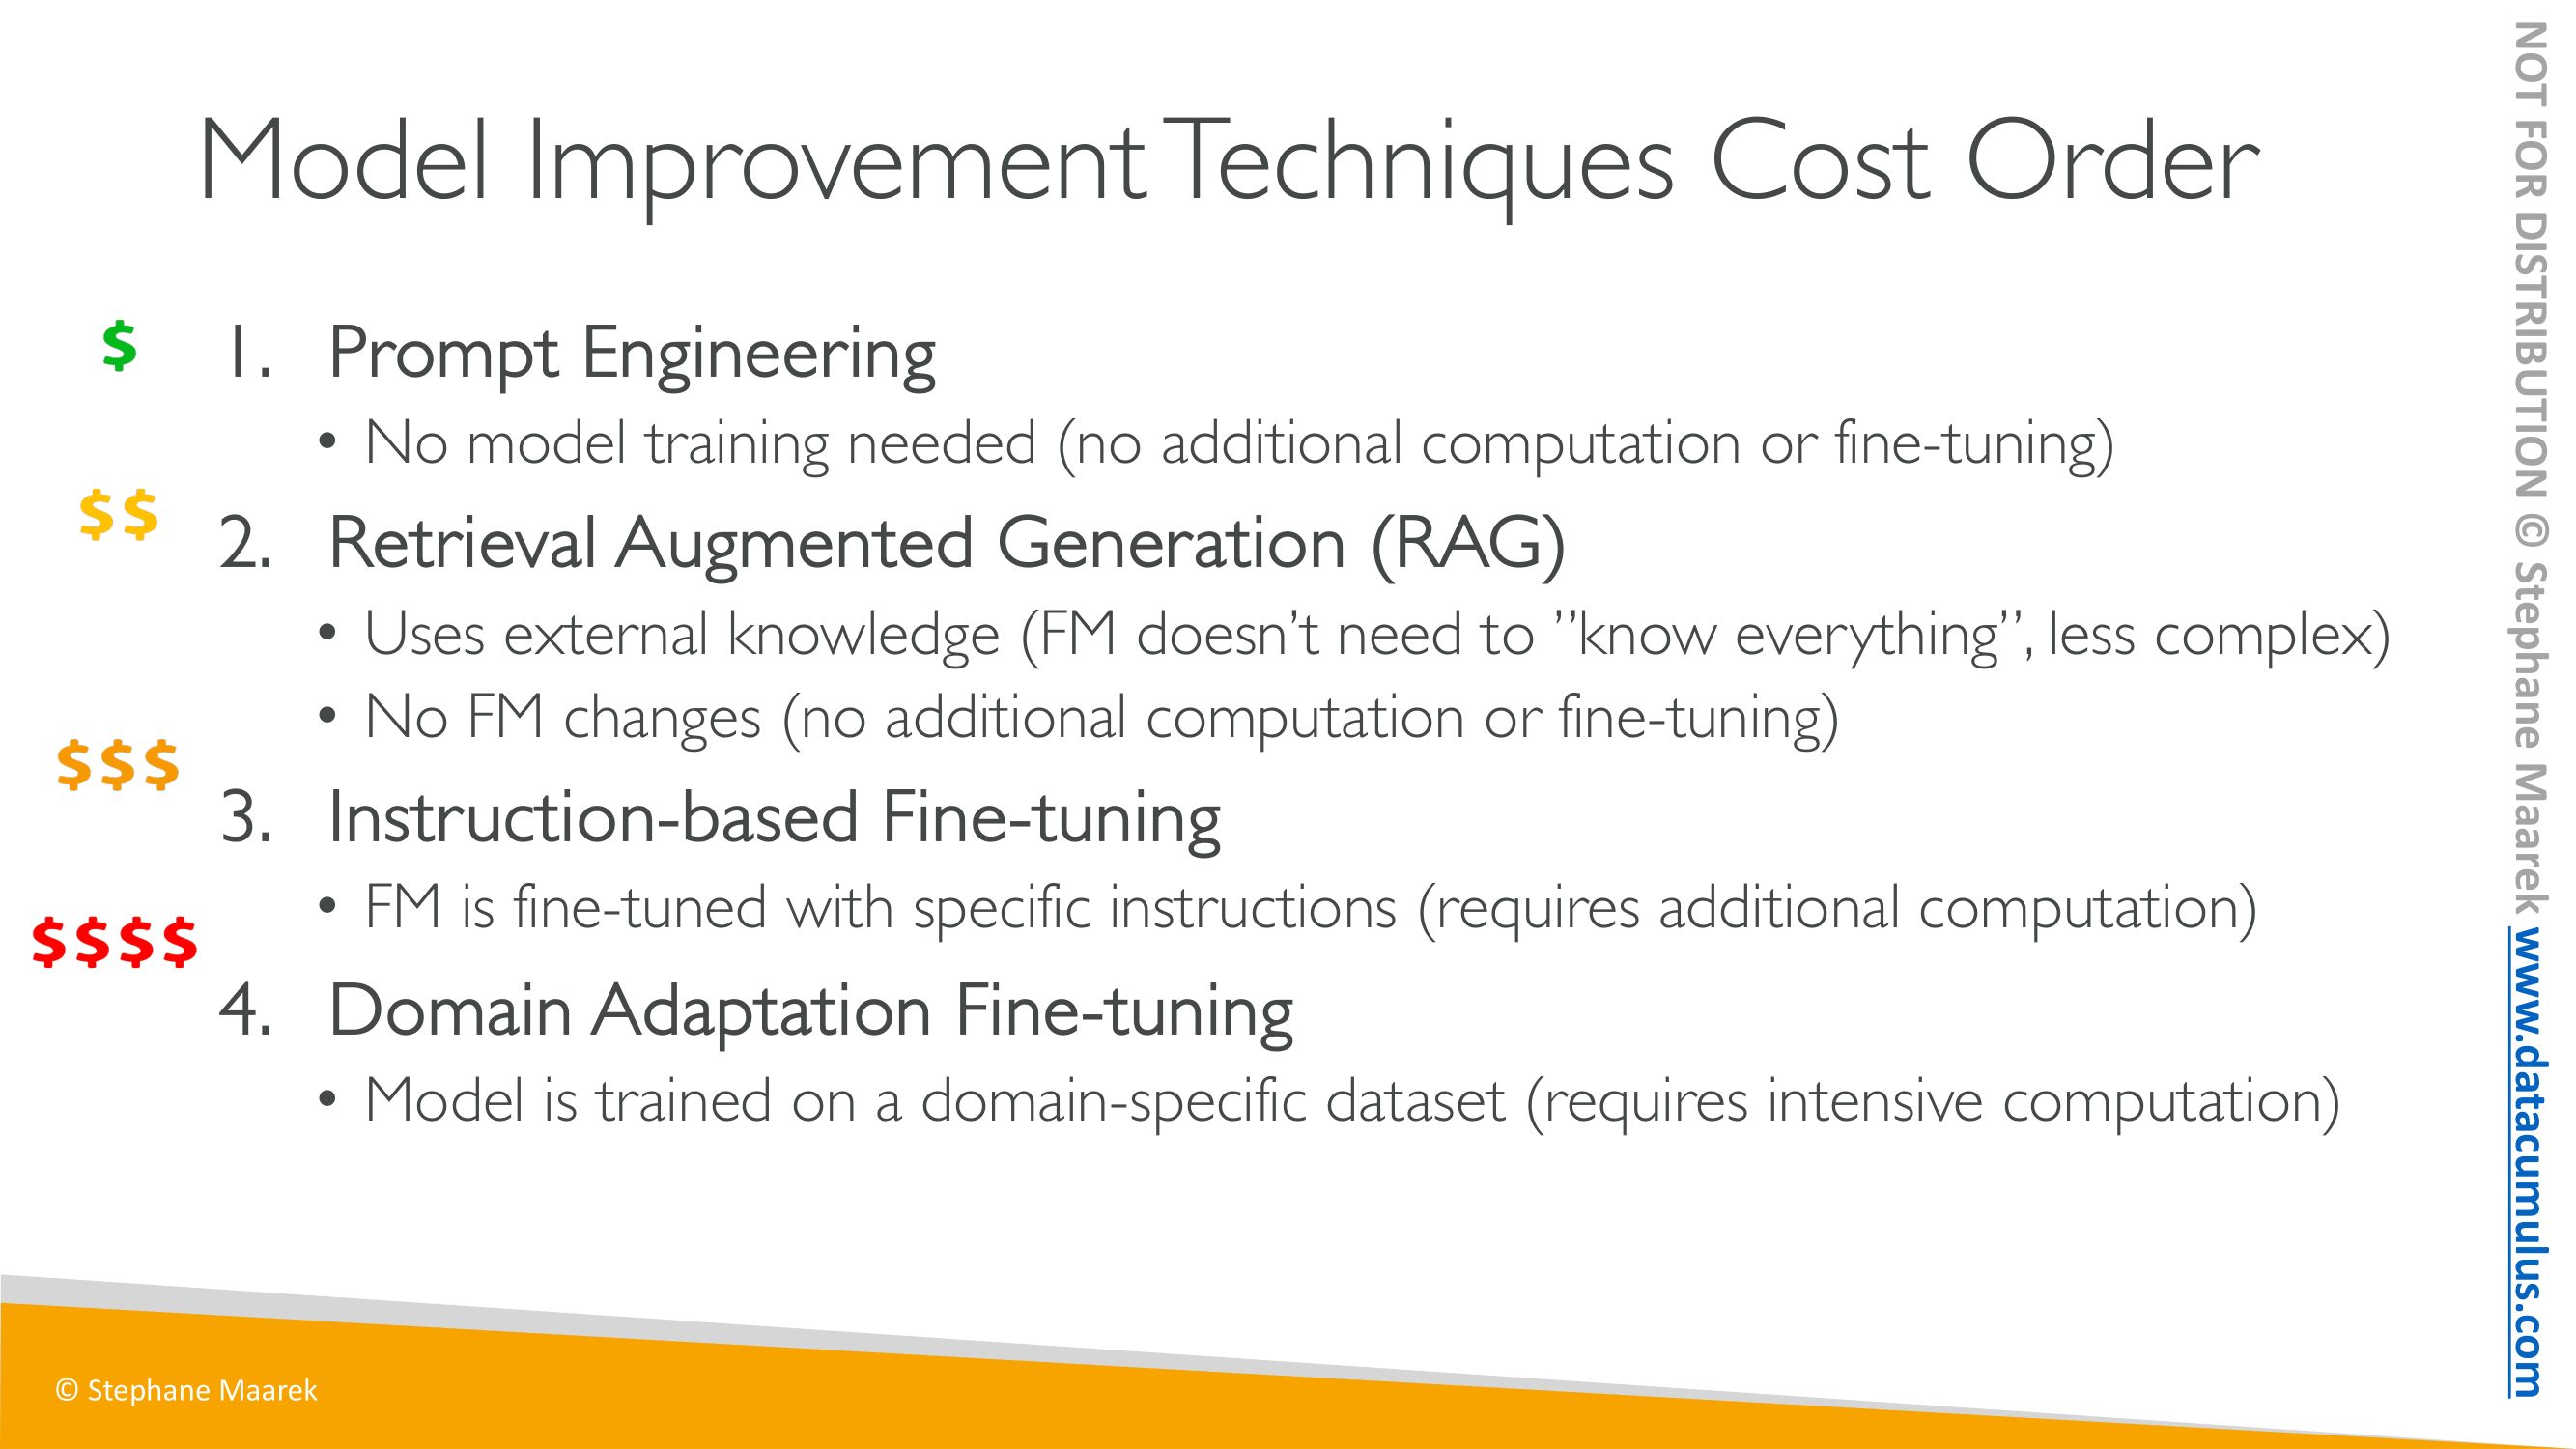 Model Improvement Techniques Cost Order
$ 1. Prompt Engineering
• No model training needed (no additional computation or fine-tuning)
$$ 2. Retrieval Augmented Generation (RAG)
• Uses external knowledge (FM doesn’t need to ”know everything”, less complex)
• No FM changes (no additional computation or fine-tuning)
$$$ 3. Instruction-based Fine-tuning
• FM is fine-tuned with specific instructions (requires additional computation)
$$$$ 4. Domain Adaptation Fine-tuning
• Model is trained on a domain-specific dataset (requires intensive computation)
© Stephane Maarek
NOT FOR DISTRIBUTION © Stephane Maarek www.datacumulus.com